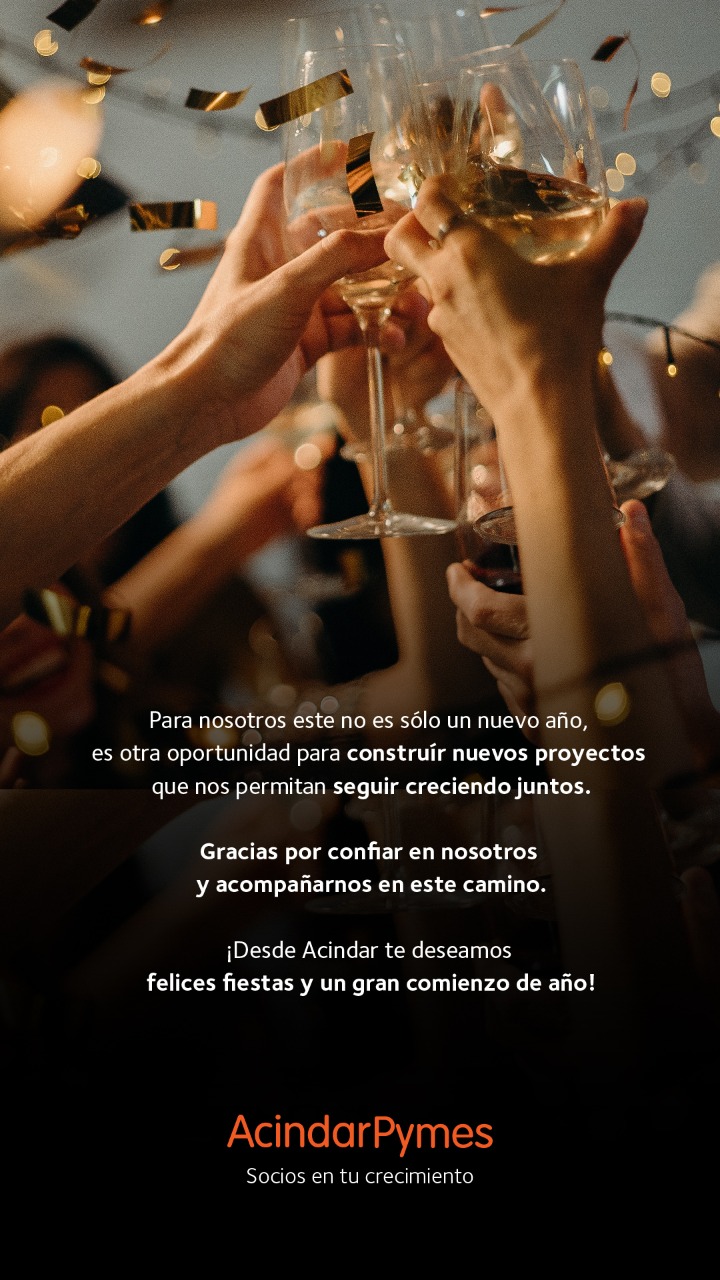 Para nosotros este no es sólo un nuevo año,
es otra oportunidad para construír nuevos proyectos
que nos permitan seguir creciendo juntos.
Gracias por confiar en nosotros
y acompañarnos en este camino.
¡Desde Acindar te deseamos
felices fiestas y un gran comienzo de año!
AcindarPymes
Socios en tu crecimiento